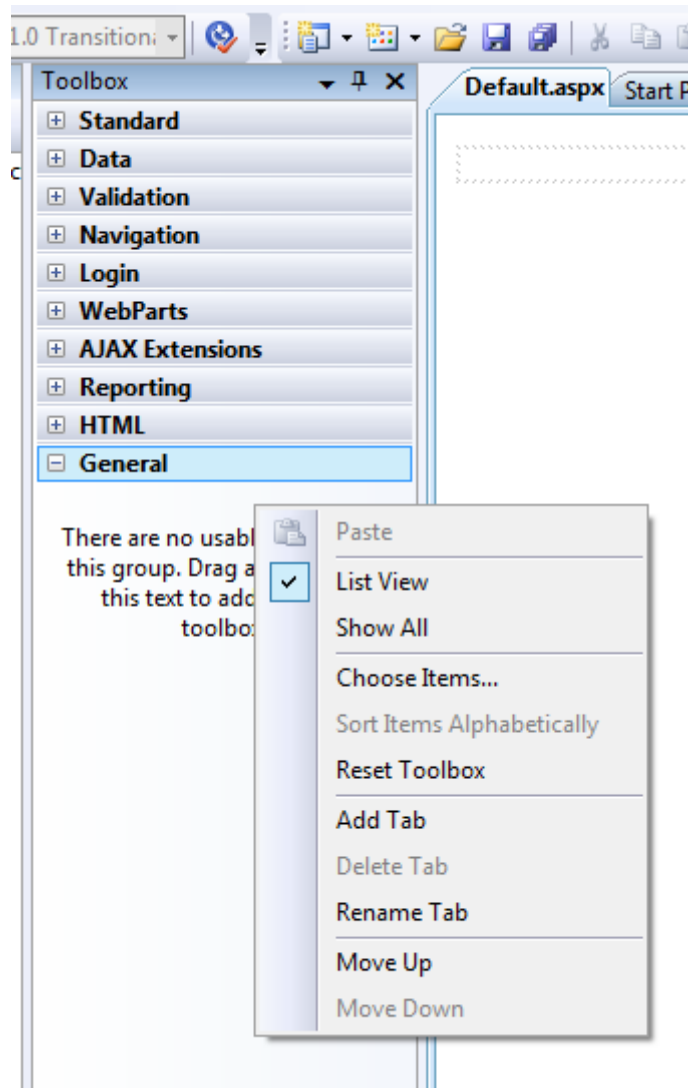 1.0 Transition
Toolbox
Default.aspx
Start P
Standard
Data
Validation
Navigation
Login
WebParts
AJAX Extensions
Reporting
HTML
General
There are no usabl
this group. Drag a
this text to add
toolbo
Paste
List View
Show All
Choose Items...
Sort Items Alphabetically
Reset Toolbox
Add Tab
Delete Tab
Rename Tab
Move Up
Move Down